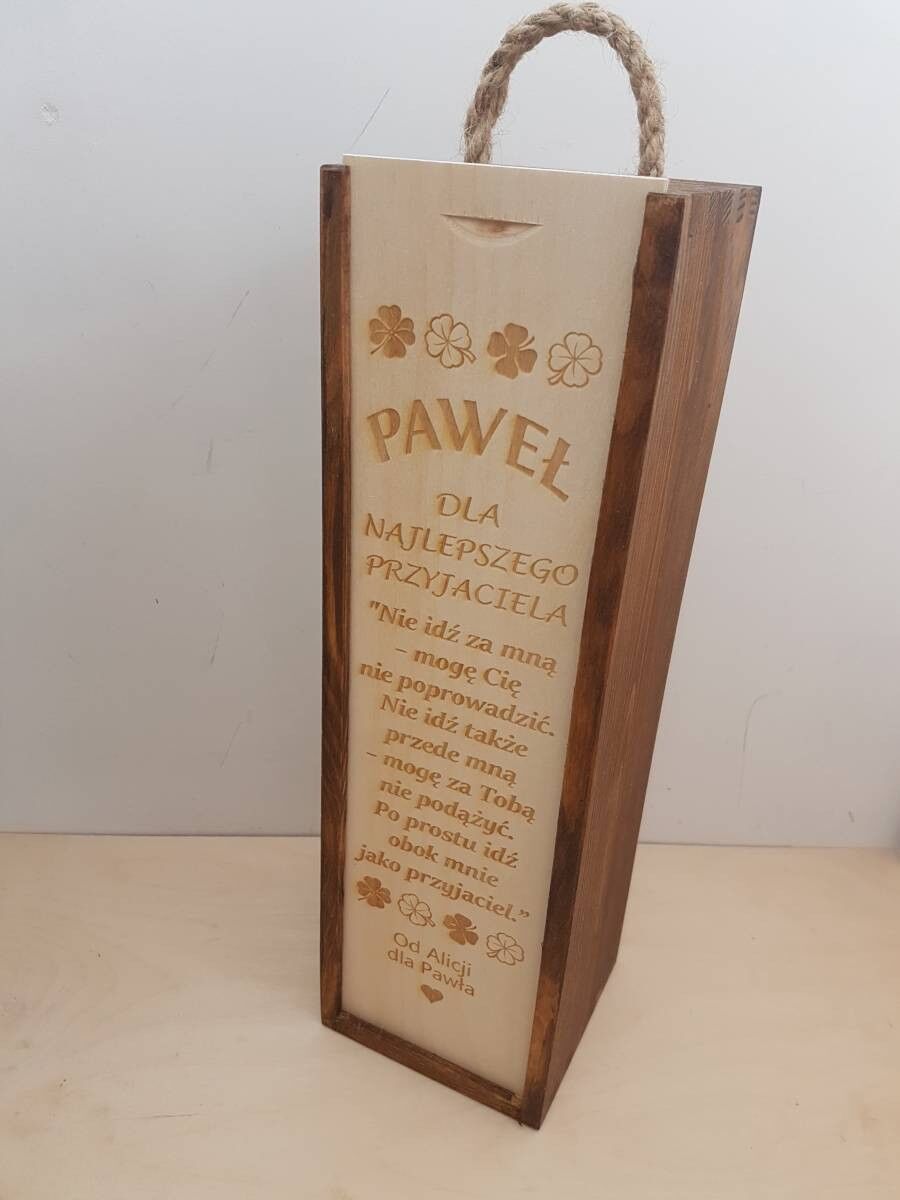 PAWEŁ
DLA
NAJLEPSZEGO
PRZYJACIELA
"Nie idź za mną
– mogę Cię
nie poprowadzić.
Nie idź także
przede mną
– mogę za Tobą
nie podążyć.
Po prostu idź
obok mnie
jako przyjaciel.”
Od Alicji
dla Pawła